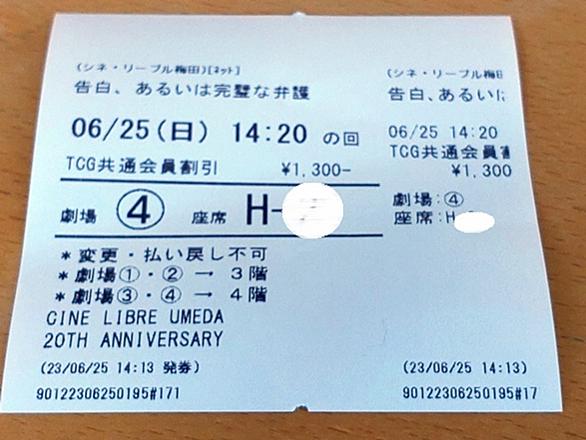 (シネ・リーブル梅田)[ネット]
告白、あるいは完璧な弁護
06/25(日) 14:20 の回
TCG共通会員割引 ¥1,300-
劇場 ④ 座席 H-
*変更・払い戻し不可
*劇場①・② → 3階
*劇場③・④ → 4階
CINE LIBRE UMEDA
20TH ANNIVERSARY
(23/06/25 14:13 発券)
90122306250195#171
(シネ・リーブル梅田
告白、あるいに
06/25 14:20
TCG共通会員
¥1,300
劇場:④
座席:H-
(23/06/25 14:13)
90122306250195#17